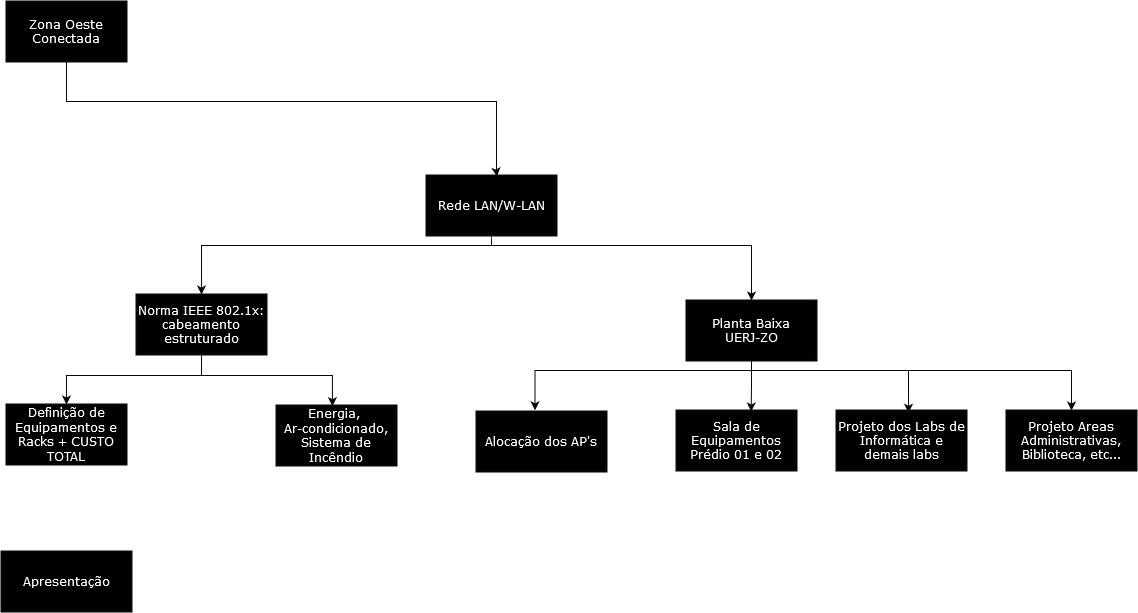 Zona Oeste
Conectada
Rede LAN/W-LAN
Norma IEEE 802.1x:
cabeamento
estruturado
Planta Baixa
UERJ-ZO
Definição de
Equipamentos e
Racks + CUSTO
TOTAL
Energia,
Ar-condicionado,
Sistema de
Incêndio
Alocação dos AP's
Sala de
Equipamentos
Prédio 01 e 02
Projeto dos Labs de
Informática e
demais labs
Projeto Areas
Administrativas,
Biblioteca, etc...
Apresentação